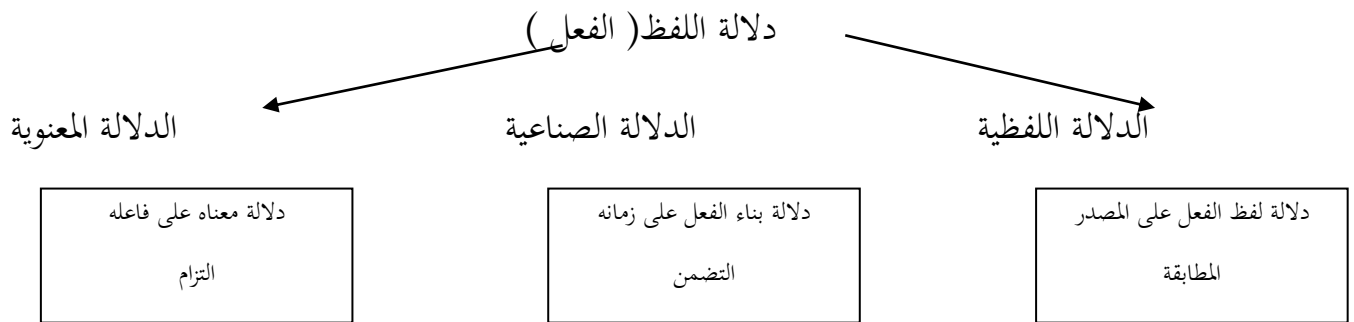 دلالة اللفظ( الفعل )
الدلالة اللفظية
الدلالة الصناعية
الدلالة المعنوية
دلالة لفظ الفعل على المصدر
المطابقة
دلالة بناء الفعل على زمانه
التضمن
دلالة معناه على فاعله
التزام